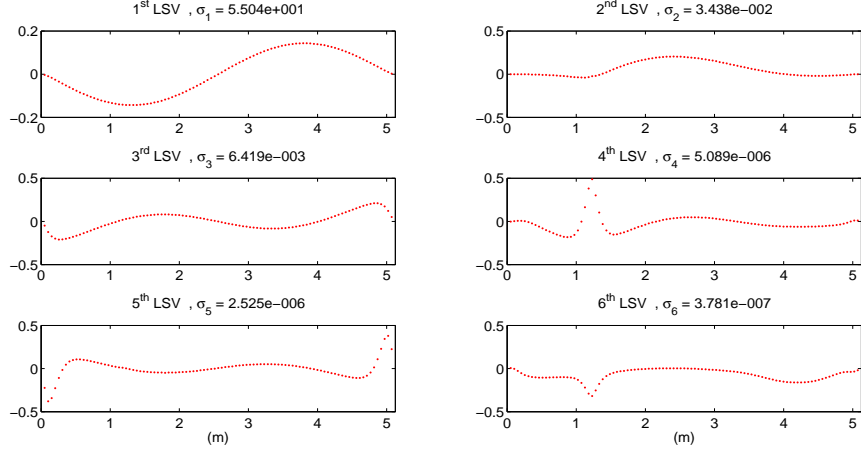 1st LSV , σ1 = 5.504e+001
0.2
0
−0.2
0 1 2 3 4 5
2nd LSV , σ2 = 3.438e−002
0.5
0
−0.5
0 1 2 3 4 5
3rd LSV , σ3 = 6.419e−003
0.5
0
−0.5
0 1 2 3 4 5
4th LSV , σ4 = 5.089e−006
0.5
0
−0.5
0 1 2 3 4 5
5th LSV , σ5 = 2.525e−006
0.5
0
−0.5
0 1 2 3 4 5
(m)
6th LSV , σ6 = 3.781e−007
0.5
0
−0.5
0 1 2 3 4 5
(m)